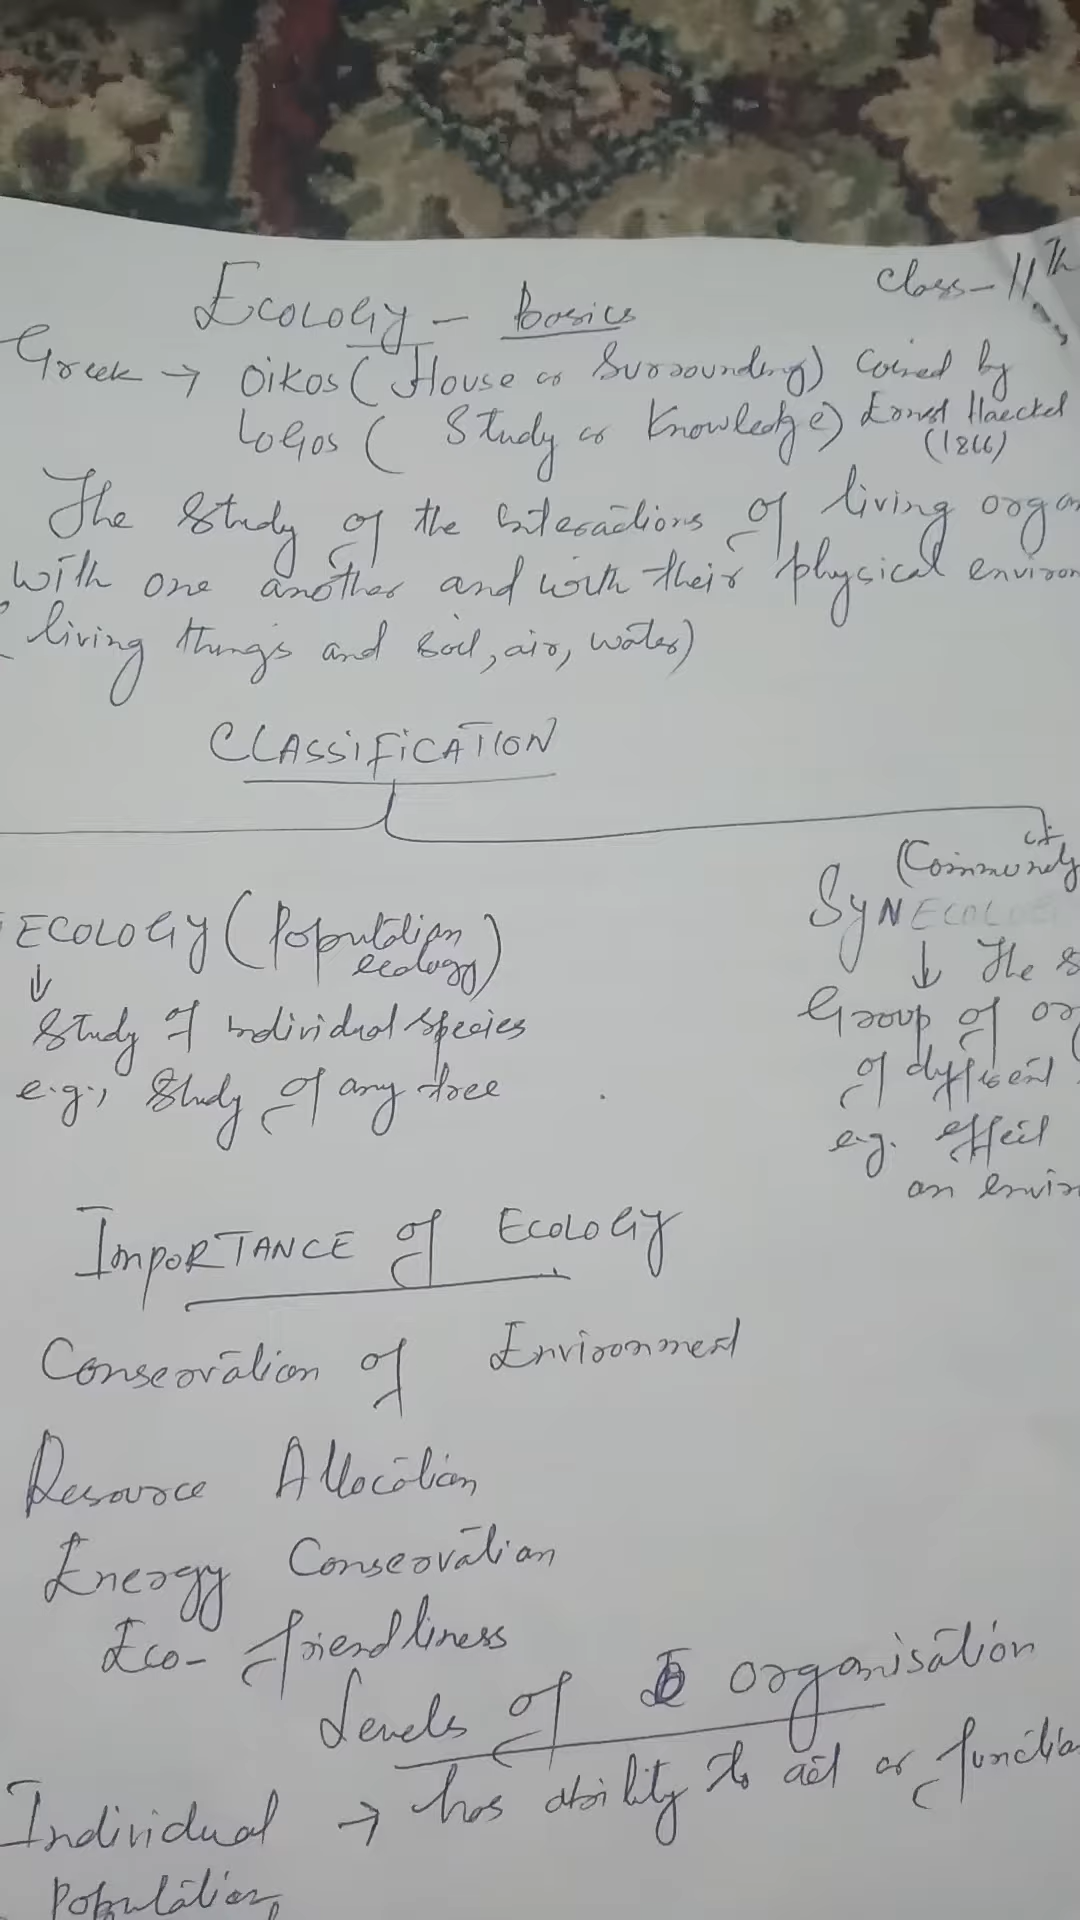 Class-11th
Ecology - Basics
Greek → Oikos (House or Surrounding) Coined by
Logos ( Study or Knowledge) Ernst Haeckel
(1866)
The Study of the interactions of living organ
with one another and with their physical environ
living things and soil, air, water)
CLASSIFICATION
(Community
ECOLOGY (Population
ecology)
SYNECOLOG
↓
↓ The s
Study of individual species
Group of or
e.g., Study of any tree
of different
e.g. effect
on enviro
IMPORTANCE of ECOLOGY
Conservation of Environment
Resource Allocation
Energy Conservation
Eco-friendliness
Levels of Organisation
Individual → has ability to act or functio
Population